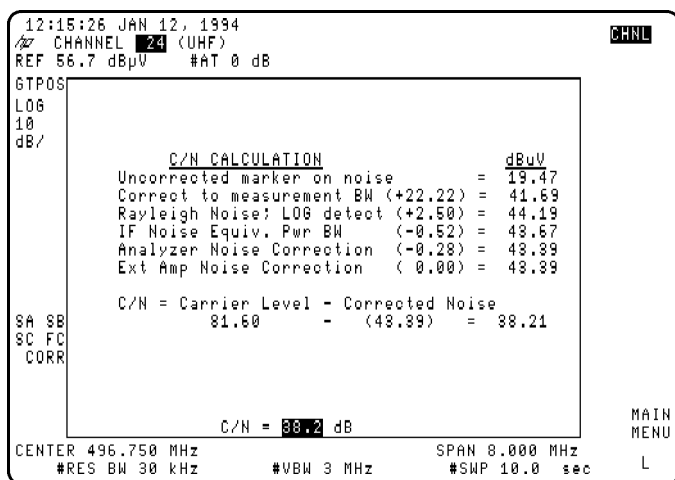 12:15:26 JAN 12, 1994
hp CHANNEL 24 (UHF)
CHNL
REF 56.7 dBµV #AT 0 dB
GTPOS
LOG
10
dB/
C/N CALCULATION dBuV
Uncorrected marker on noise = 19.47
Correct to measurement BW (+22.22) = 41.69
Rayleigh Noise; LOG detect (+2.50) = 44.19
IF Noise Equiv. Pwr BW (-0.52) = 43.67
Analyzer Noise Correction (-0.28) = 43.39
Ext Amp Noise Correction ( 0.00) = 43.39
C/N = Carrier Level - Corrected Noise
81.60 - (43.39) = 38.21
SA SB
SC FC
CORR
C/N = 38.2 dB
MAIN
MENU
CENTER 496.750 MHz SPAN 8.000 MHz
#RES BW 30 kHz #VBW 3 MHz #SWP 10.0 sec
L